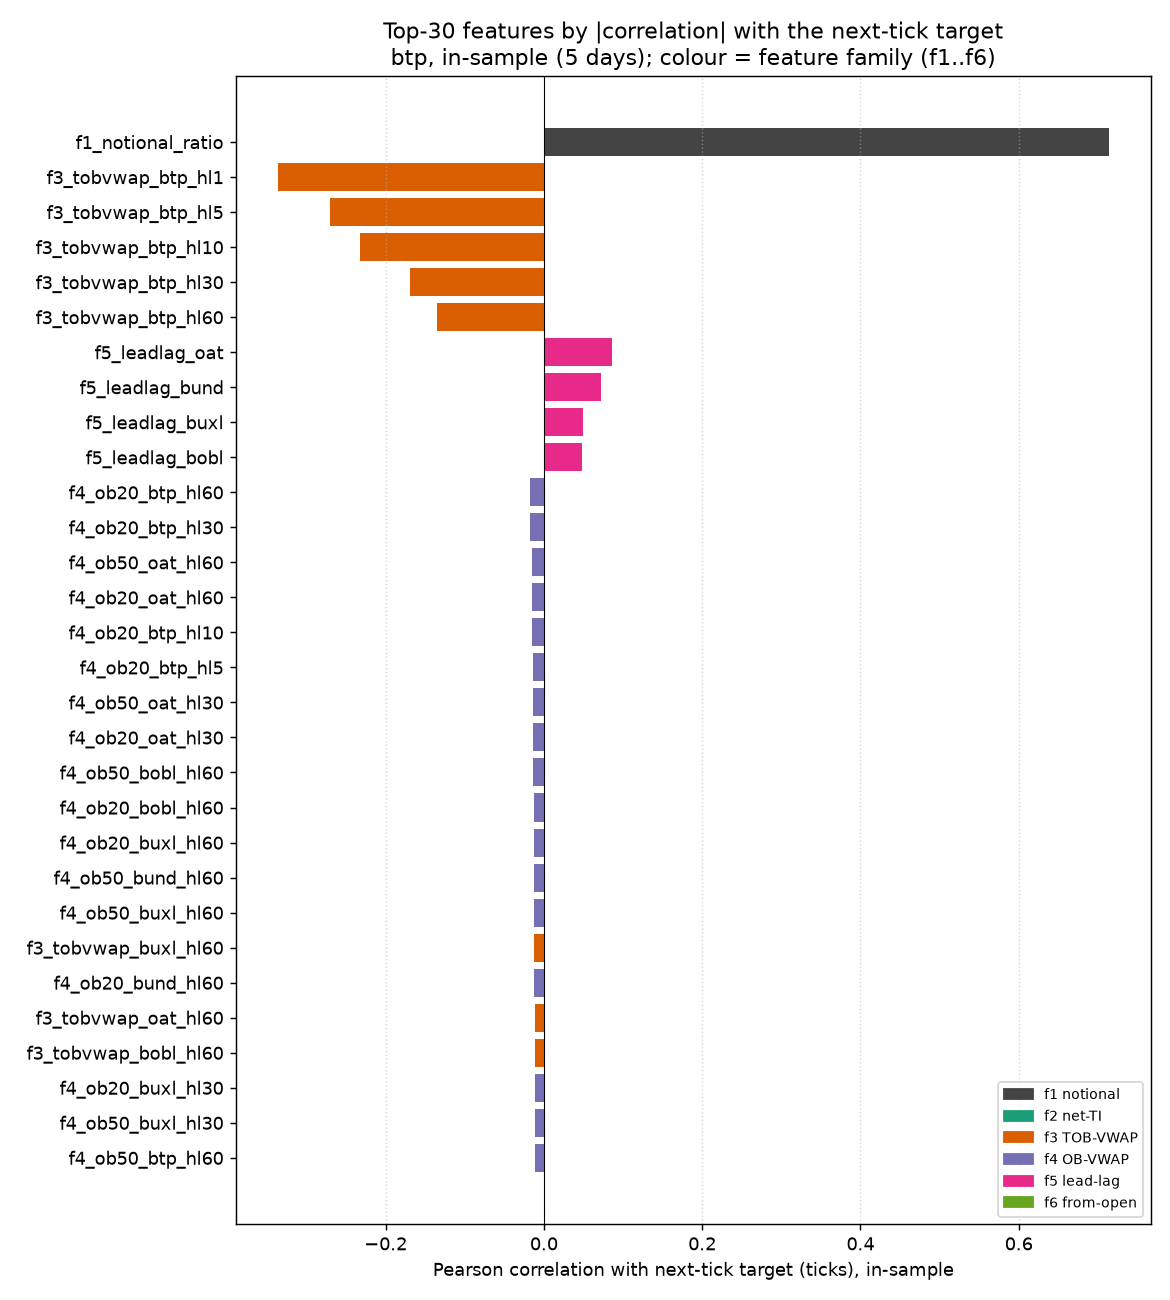 Top-30 features by |correlation| with the next-tick target
btp, in-sample (5 days); colour = feature family (f1..f6)
f1_notional_ratio
f3_tobvwap_btp_hl1
f3_tobvwap_btp_hl5
f3_tobvwap_btp_hl10
f3_tobvwap_btp_hl30
f3_tobvwap_btp_hl60
f5_leadlag_oat
f5_leadlag_bund
f5_leadlag_buxl
f5_leadlag_bobl
f4_ob20_btp_hl60
f4_ob20_btp_hl30
f4_ob50_oat_hl60
f4_ob20_oat_hl60
f4_ob20_btp_hl10
f4_ob20_btp_hl5
f4_ob50_oat_hl30
f4_ob20_oat_hl30
f4_ob50_bobl_hl60
f4_ob20_bobl_hl60
f4_ob20_buxl_hl60
f4_ob50_bund_hl60
f4_ob50_buxl_hl60
f3_tobvwap_buxl_hl60
f4_ob20_bund_hl60
f3_tobvwap_oat_hl60
f3_tobvwap_bobl_hl60
f4_ob20_buxl_hl30
f4_ob50_buxl_hl30
f4_ob50_btp_hl60
f1 notional
f2 net-TI
f3 TOB-VWAP
f4 OB-VWAP
f5 lead-lag
f6 from-open
−0.2 0.0 0.2 0.4 0.6
Pearson correlation with next-tick target (ticks), in-sample